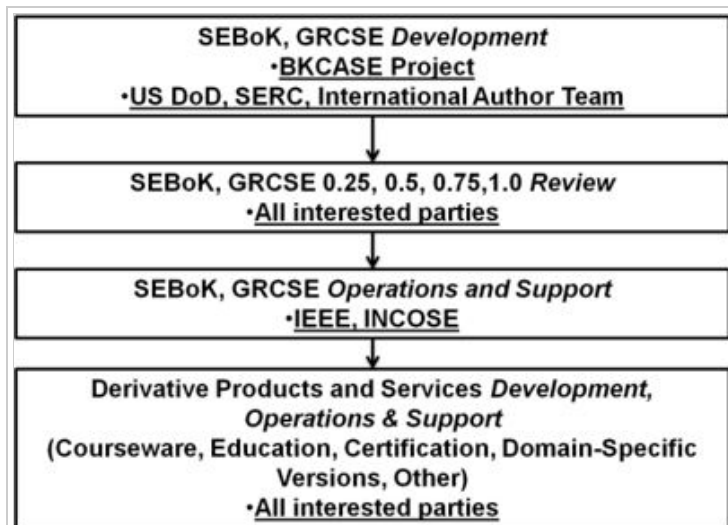 SEBoK, GRCSE Development
•BKCASE Project
•US DoD, SERC, International Author Team
SEBoK, GRCSE 0.25, 0.5, 0.75,1.0 Review
•All interested parties
SEBoK, GRCSE Operations and Support
•IEEE, INCOSE
Derivative Products and Services Development,
Operations & Support
(Courseware, Education, Certification, Domain-Specific
Versions, Other)
•All interested parties